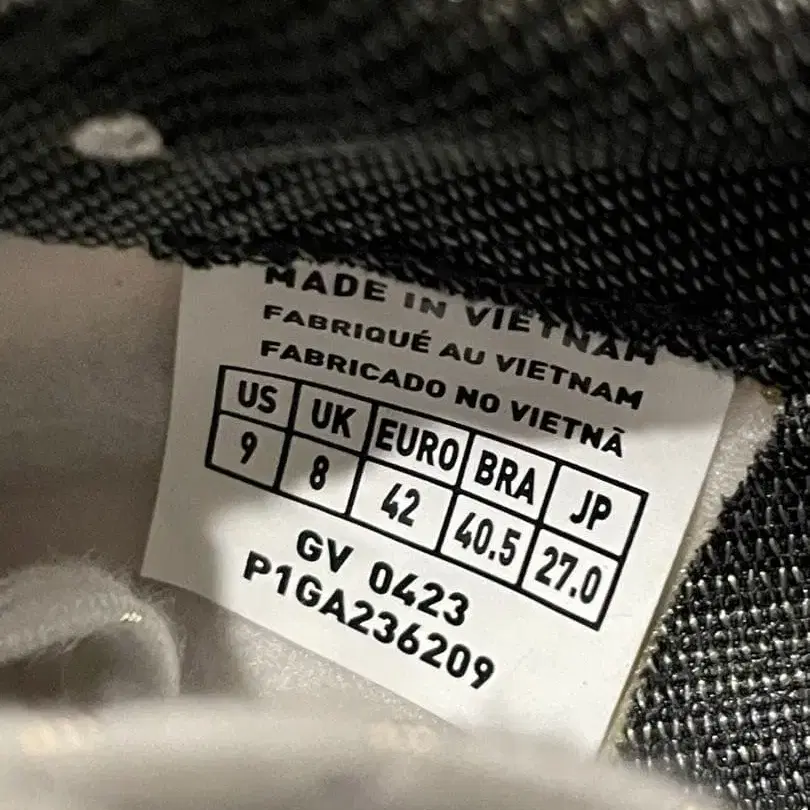 MADE IN VIETNAM
FABRIQUÉ AU VIETNAM
FABRICADO NO VIETNÃ
US UK EURO BRA JP
9 8 42 40.5 27.0
GV 0423
P1GA236209